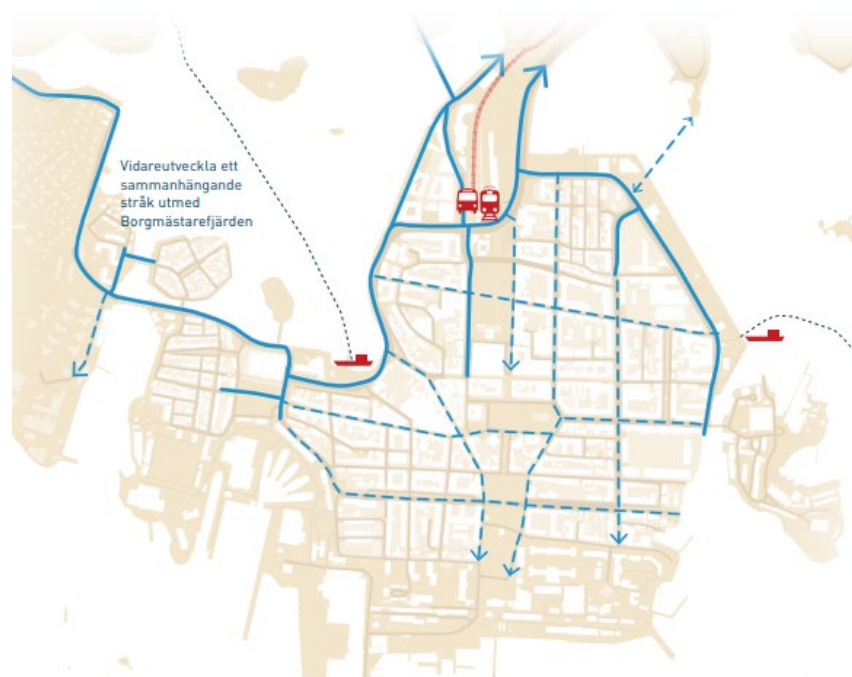 Vidareutveckla ett
sammanhängande
stråk utmed
Borgmästarefjärden